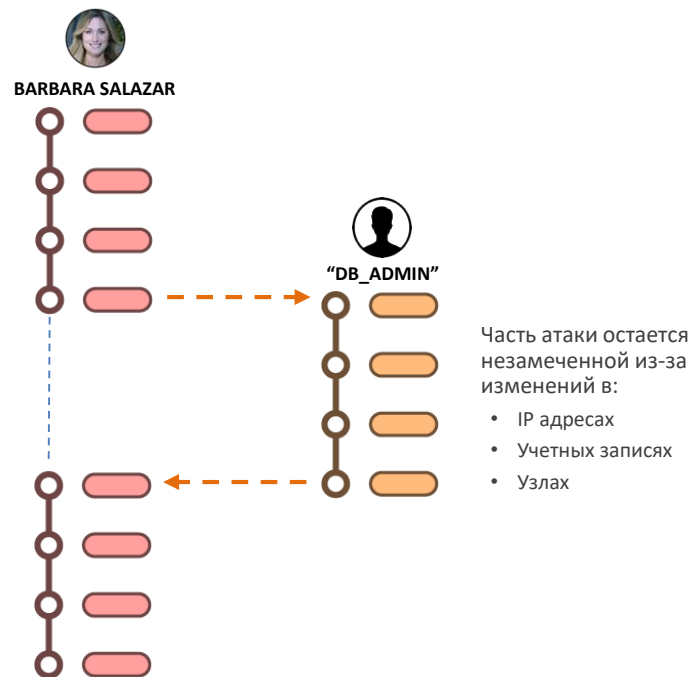 BARBARA SALAZAR
“DB_ADMIN”
Часть атаки остается
незамеченной из-за
изменений в:
• IP адресах
• Учетных записях
• Узлах